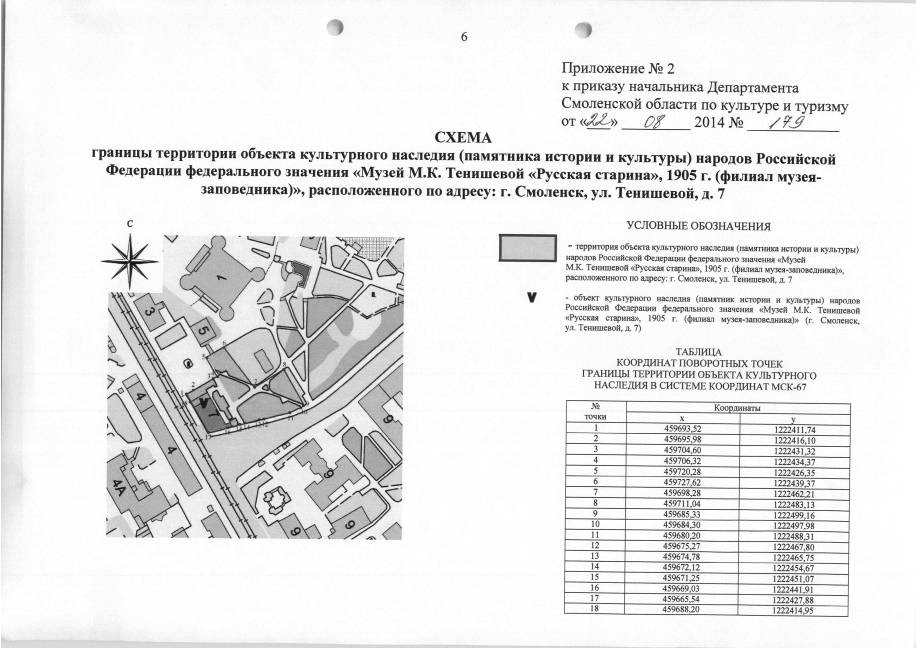 6
Приложение № 2
к приказу начальника Департамента
Смоленской области по культуре и туризму
от «22» 08 2014 № 179
СХЕМА
границы территории объекта культурного наследия (памятника истории и культуры) народов Российской
Федерации федерального значения «Музей М.К. Тенишевой «Русская старина», 1905 г. (филиал музея-
заповедника)», расположенного по адресу: г. Смоленск, ул. Тенишевой, д. 7
С
1
3
5
4
4
4А
9
9
9
9
УСЛОВНЫЕ ОБОЗНАЧЕНИЯ
- территория объекта культурного наследия (памятника истории и культуры)
народов Российской Федерации федерального значения «Музей
М.К. Тенишевой «Русская старина», 1905 г. (филиал музея-заповедника)»,
расположенного по адресу: г. Смоленск, ул. Тенишевой, д. 7
v
- объект культурного наследия (памятник истории и культуры) народов
Российской Федерации федерального значения «Музей М.К. Тенишевой
«Русская старина», 1905 г. (филиал музея-заповедника)» (г. Смоленск,
ул. Тенишевой, д. 7)
ТАБЛИЦА
КООРДИНАТ ПОВОРОТНЫХ ТОЧЕК
ГРАНИЦЫ ТЕРРИТОРИИ ОБЪЕКТА КУЛЬТУРНОГО
НАСЛЕДИЯ В СИСТЕМЕ КООРДИНАТ МСК-67
№ точки Координаты
x y
1 459693,52 1222411,74
2 459695,98 1222416,10
3 459704,60 1222431,32
4 459706,32 1222434,37
5 459720,28 1222426,35
6 459727,62 1222439,37
7 459698,28 1222462,21
8 459711,04 1222483,13
9 459685,33 1222499,16
10 459684,30 1222497,98
11 459680,20 1222488,31
12 459675,27 1222467,80
13 459674,78 1222465,75
14 459672,12 1222454,67
15 459671,25 1222451,07
16 459669,03 1222441,91
17 459665,54 1222427,88
18 459688,20 1222414,95